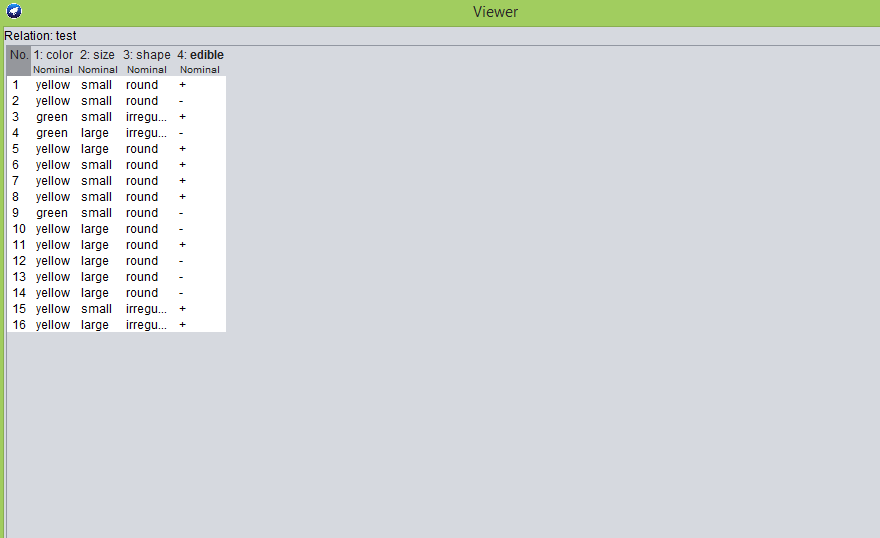 Viewer
Relation: test
No. 1: color 2: size 3: shape 4: edible
Nominal Nominal Nominal Nominal
1 yellow small round +
2 yellow small round -
3 green small irregu... +
4 green large irregu... -
5 yellow large round +
6 yellow small round +
7 yellow small round +
8 yellow small round +
9 green small round -
10 yellow large round -
11 yellow large round +
12 yellow large round -
13 yellow large round -
14 yellow large round -
15 yellow small irregu... +
16 yellow large irregu... +